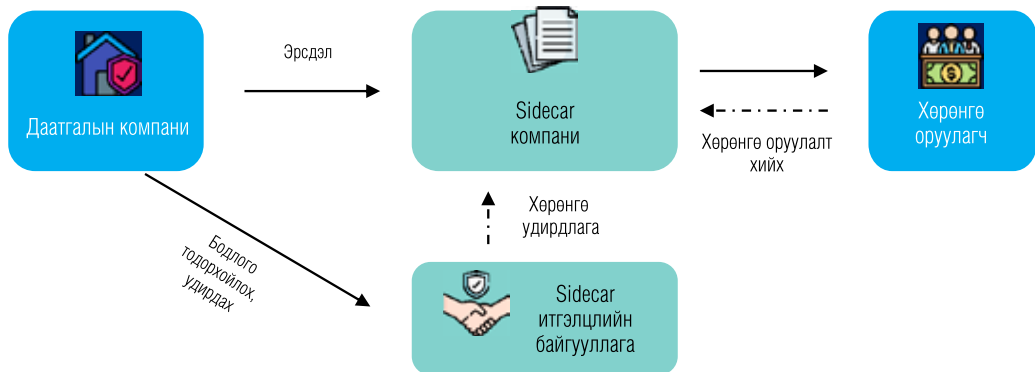 Даатгалын компани
Эрсдэл
Sidecar
компани
Хөрөнгө оруулалт
хийх
Хөрөнгө
оруулагч
Бодлого
тодорхойлох,
удирдах
Хөрөнгө
удирдлага
Sidecar
итгэлцлийн
байгууллага